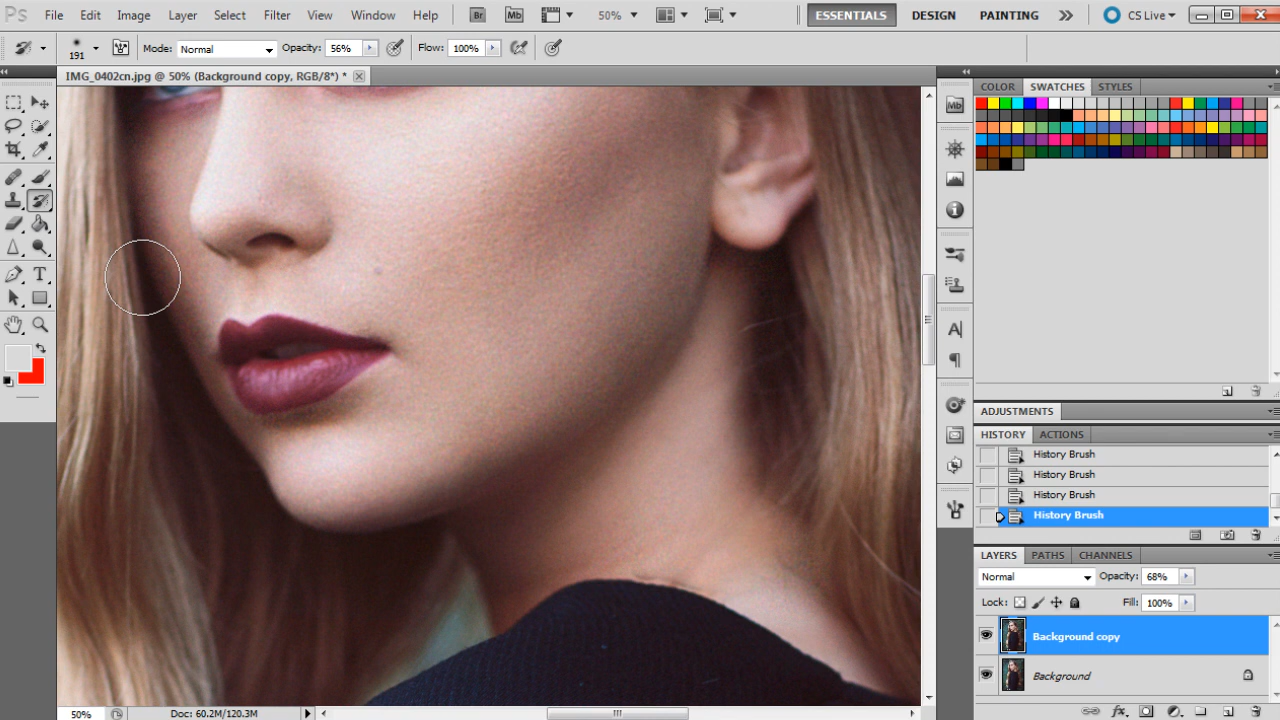 Ps File Edit Image Layer Select Filter View Window Help Br Mb 50% ESSENTIALS DESIGN PAINTING CS Live
191 Mode: Normal Opacity: 56% Flow: 100%
IMG_0402cn.jpg @ 50% (Background copy, RGB/8*) *
COLOR SWATCHES STYLES
Mb
ADJUSTMENTS
HISTORY ACTIONS
History Brush
History Brush
History Brush
History Brush
LAYERS PATHS CHANNELS
Normal Opacity: 68%
Lock: Fill: 100%
Background copy
Background
50% Doc: 60.2M/120.3M